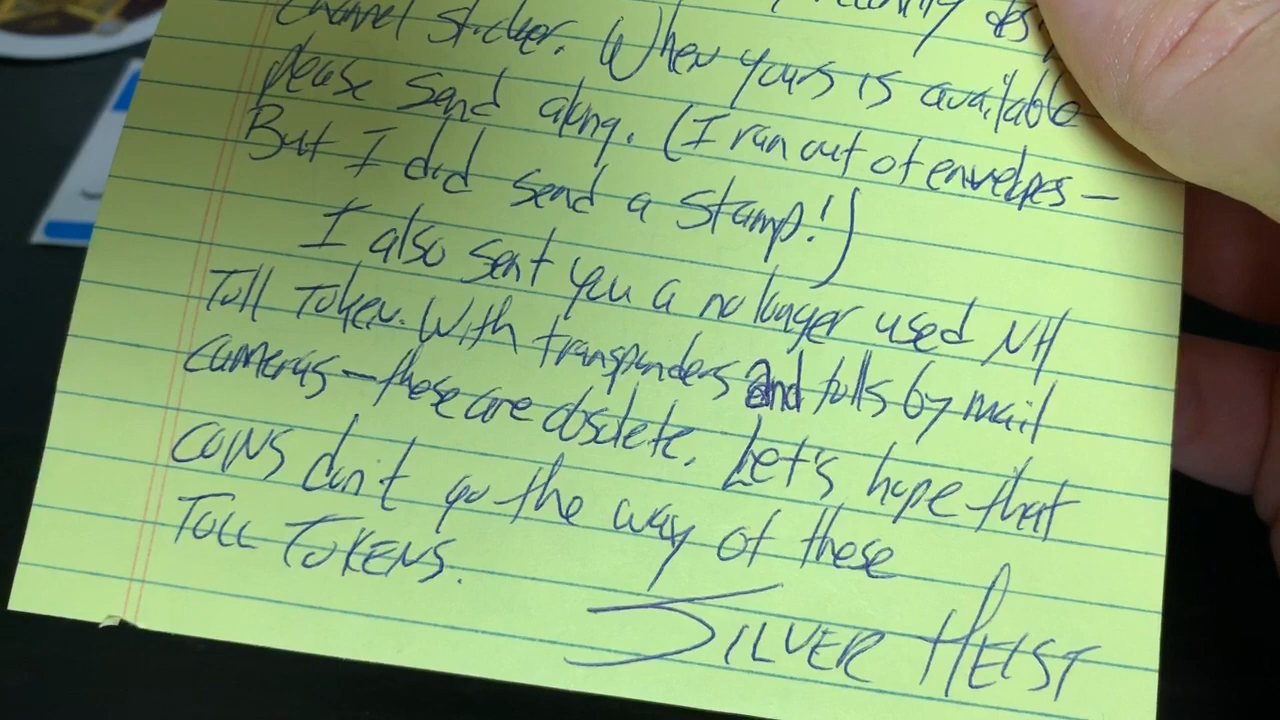 channel sticker. When yours is available
please send along. (I ran out of envelopes —
But I did send a stamp!)
I also sent you a no longer used NH
Toll Token. With transponders and tolls by mail
cameras — these are obsolete. Let's hope that
coins don't go the way of these
TOLL TOKENS.
SILVER HEIST